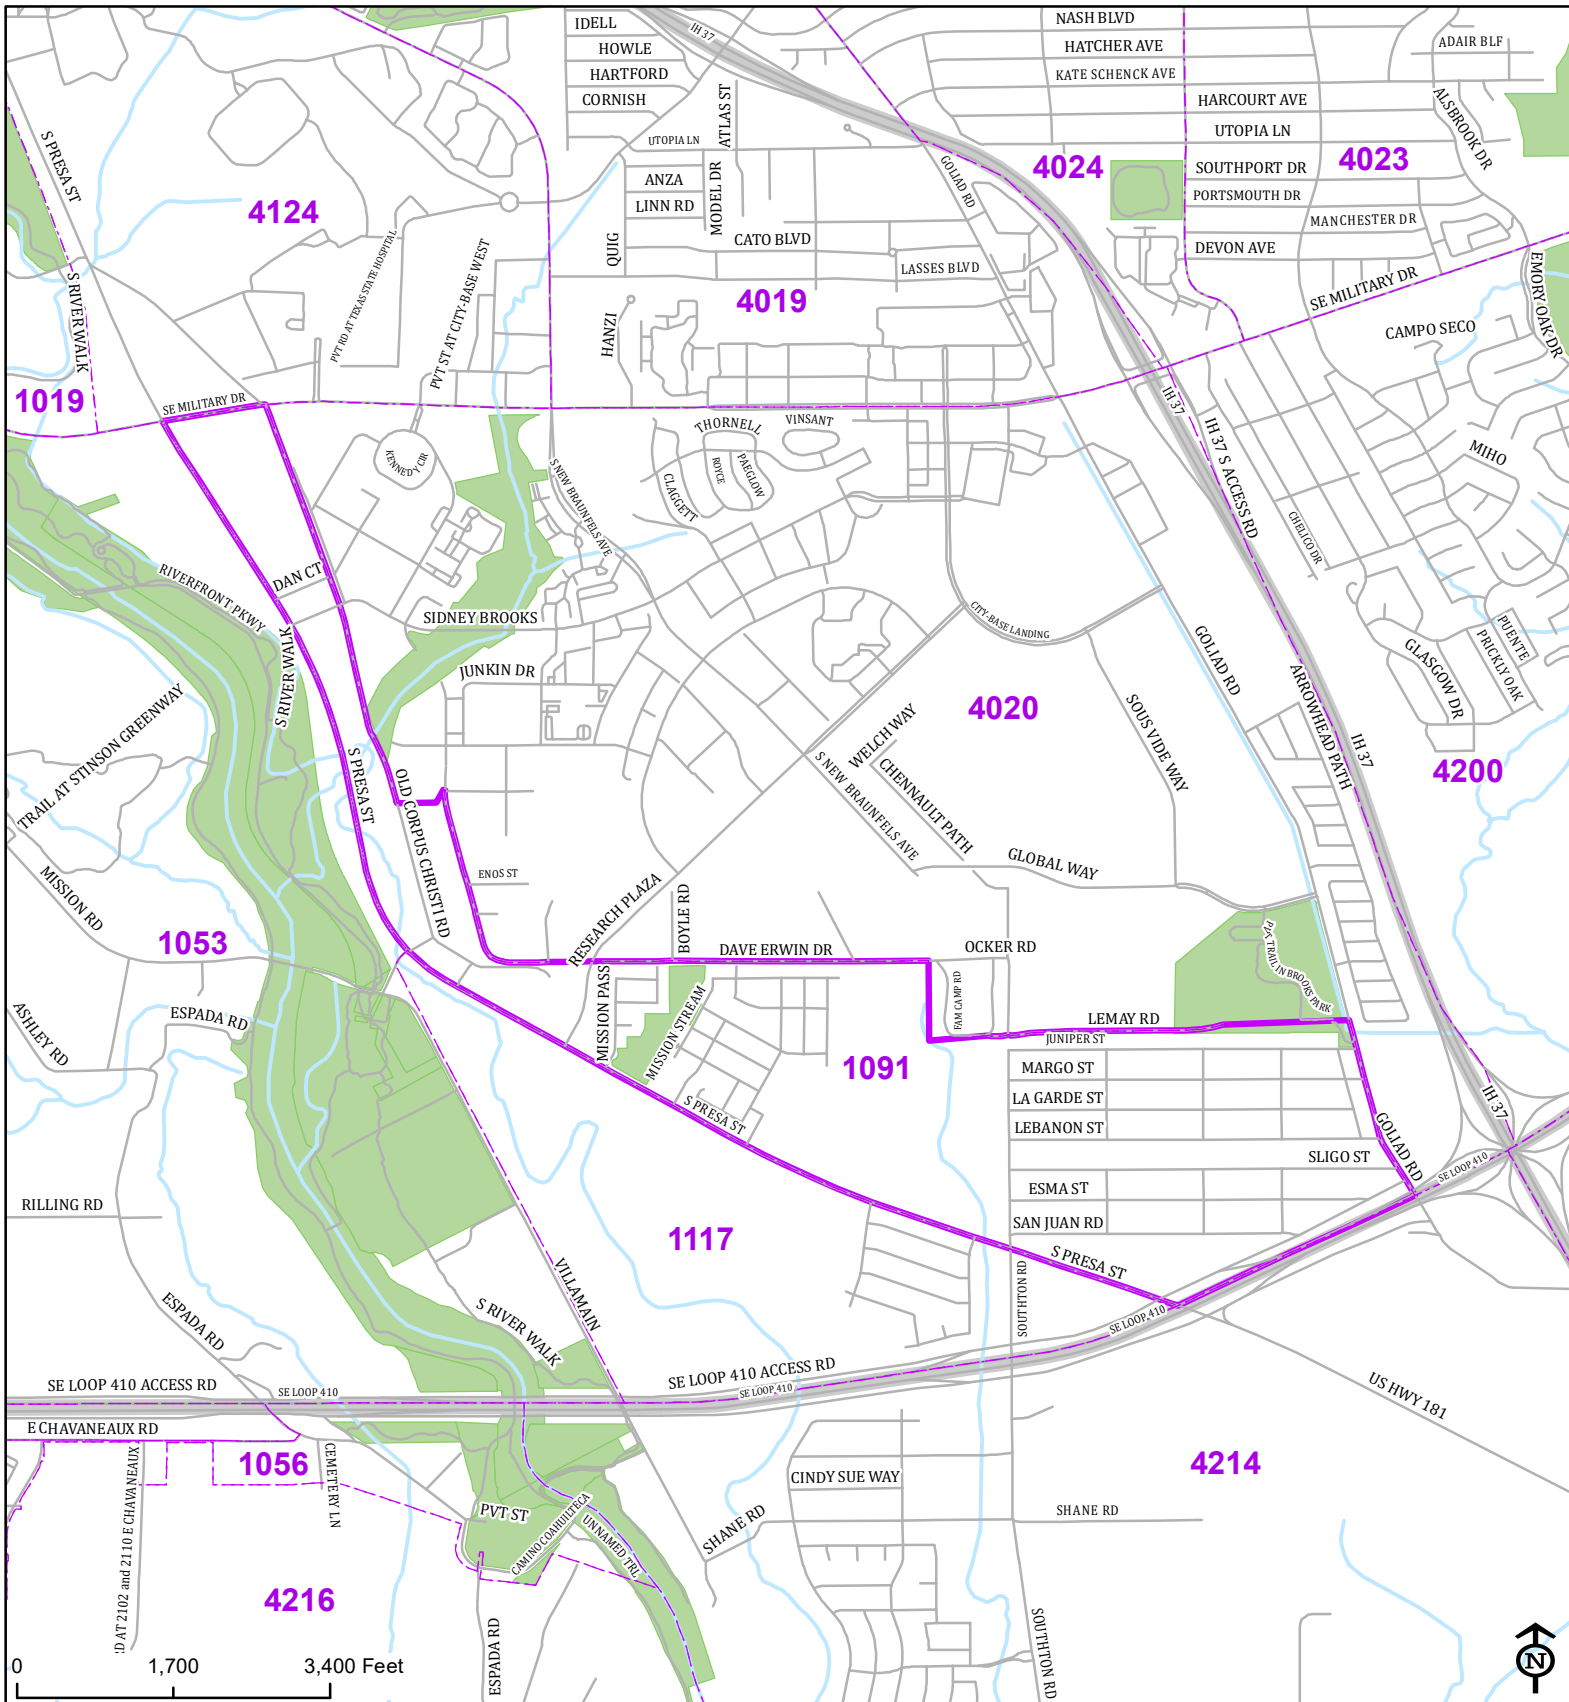 IDELL
HOWLE
HARTFORD
CORNISH
IH 37
NASH BLVD
HATCHER AVE
KATE SCHENCK AVE
ADAIR BLF
HARCOURT AVE
UTOPIA LN
ALSBROOK DR
ATLAS ST
UTOPIA LN
S PRESA ST
4124
ANZA
LINN RD
MODEL DR
GOLIAD RD
4024
SOUTHPORT DR
4023
PORTSMOUTH DR
MANCHESTER DR
DEVON AVE
EMORY OAK DR
QUIG
CATO BLVD
LASSES BLVD
PVT RD AT TEXAS STATE HOSPITAL
PVT ST AT CITY-BASE WEST
S RIVERWALK
4019
SE MILITARY DR
HANZI
CAMPO SECO
1019
SE MILITARY DR
IH 37
IH 37 S ACCESS RD
THORNELL
VINSANT
KENNEDY CIR
ROYCE
PAEGLOW
CLAGGETT
S NEW BRAUNFELS AVE
MIHO
CHELICO DR
DAN CT
RIVERFRONT PKWY
SIDNEY BROOKS
CITY-BASE LANDING
S RIVER WALK
JUNKIN DR
GOLIAD RD
PUENTE
PRICKLY OAK
GLASGOW DR
ARROWHEAD PATH
4020
SOUS VIDE WAY
TRAIL AT STINSON GREENWAY
WELCH WAY
CHENNAULT PATH
S NEW BRAUNFELS AVE
IH 37
4200
S PRESA ST
OLD CORPUS CHRISTI RD
ENOS ST
GLOBAL WAY
MISSION RD
1053
RESEARCH PLAZA
BOYLE RD
DAVE ERWIN DR
OCKER RD
MISSION PASS
FAM CAMP RD
MISSION STREAM
ESPADA RD
ASHLEY RD
LEMAY RD
JUNIPER ST
1091
MARGO ST
LA GARDE ST
LEBANON ST
S PRESA ST
SLIGO ST
GOLIAD RD
IH 37
SE LOOP 410
ESMA ST
SAN JUAN RD
RILLING RD
1117
S PRESA ST
SOUTHTON RD
VILLAMAIN
ESPADA RD
S RIVER WALK
SE LOOP 410
SE LOOP 410 ACCESS RD
SE LOOP 410
SE LOOP 410 ACCESS RD
SE LOOP 410
US HWY 181
E CHAVANEAUX RD
1056
CEMETERY LN
D AT 2102 and 2110 E CHAVANEAUX
CINDY SUE WAY
4214
PVT ST
CAMINO COAHUILTECA
UNNAMED TRL
SHANE RD
SHANE RD
4216
ESPADA RD
SOUTHTON RD
0
1,700
3,400 Feet
N